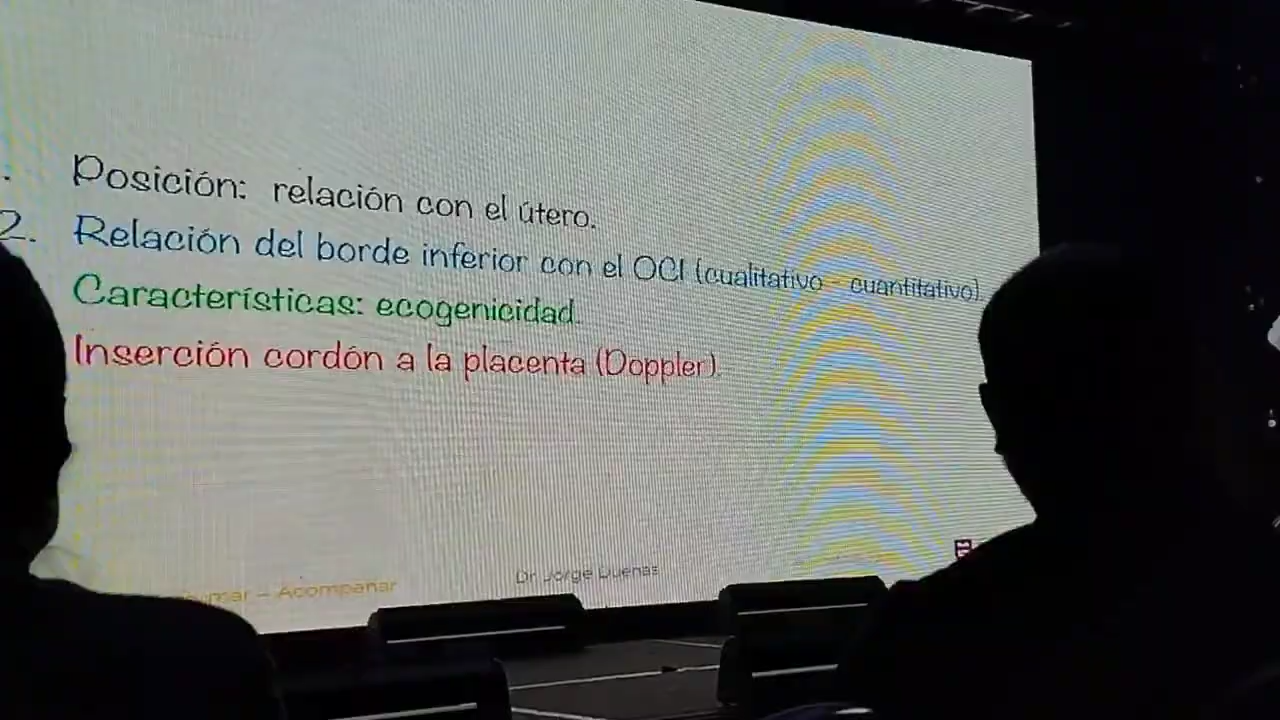 . Posición: relación con el útero.
2. Relación del borde inferior con el OCI (cualitativo - cuantitativo).
Características: ecogenicidad.
Inserción cordón a la placenta (Doppler).
– Acompañar
Dr Jorge Dueñas